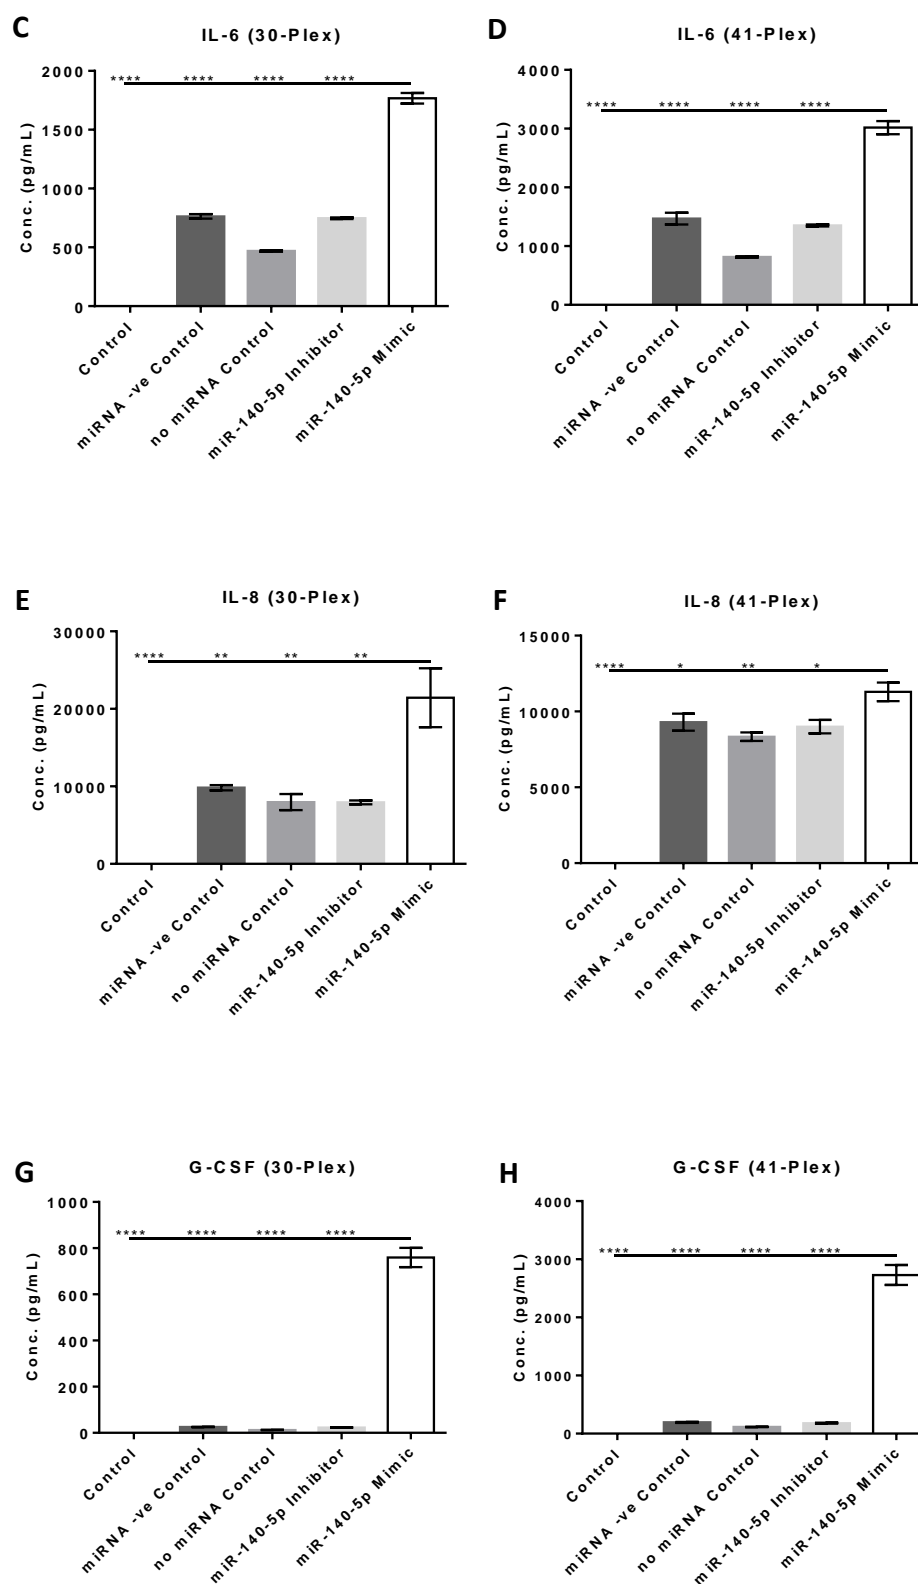 C
IL-6 (30-Plex)
2000
1500
1000
500
0
Conc. (pg/mL)
**** **** **** ****
Control
miRNA -ve Control
no miRNA Control
miR-140-5p Inhibitor
miR-140-5p Mimic
D
IL-6 (41-Plex)
4000
3000
2000
1000
0
Conc. (pg/mL)
**** **** **** ****
Control
miRNA -ve Control
no miRNA Control
miR-140-5p Inhibitor
miR-140-5p Mimic
E
IL-8 (30-Plex)
30000
20000
10000
0
Conc. (pg/mL)
**** ** ** **
Control
miRNA -ve Control
no miRNA Control
miR-140-5p Inhibitor
miR-140-5p Mimic
F
IL-8 (41-Plex)
15000
10000
5000
0
Conc. (pg/mL)
**** * ** *
Control
miRNA -ve Control
no miRNA Control
miR-140-5p Inhibitor
miR-140-5p Mimic
G
G-CSF (30-Plex)
1000
800
600
400
200
0
Conc. (pg/mL)
**** **** **** ****
Control
miRNA -ve Control
no miRNA Control
miR-140-5p Inhibitor
miR-140-5p Mimic
H
G-CSF (41-Plex)
4000
3000
2000
1000
0
Conc. (pg/mL)
**** **** **** ****
Control
miRNA -ve Control
no miRNA Control
miR-140-5p Inhibitor
miR-140-5p Mimic